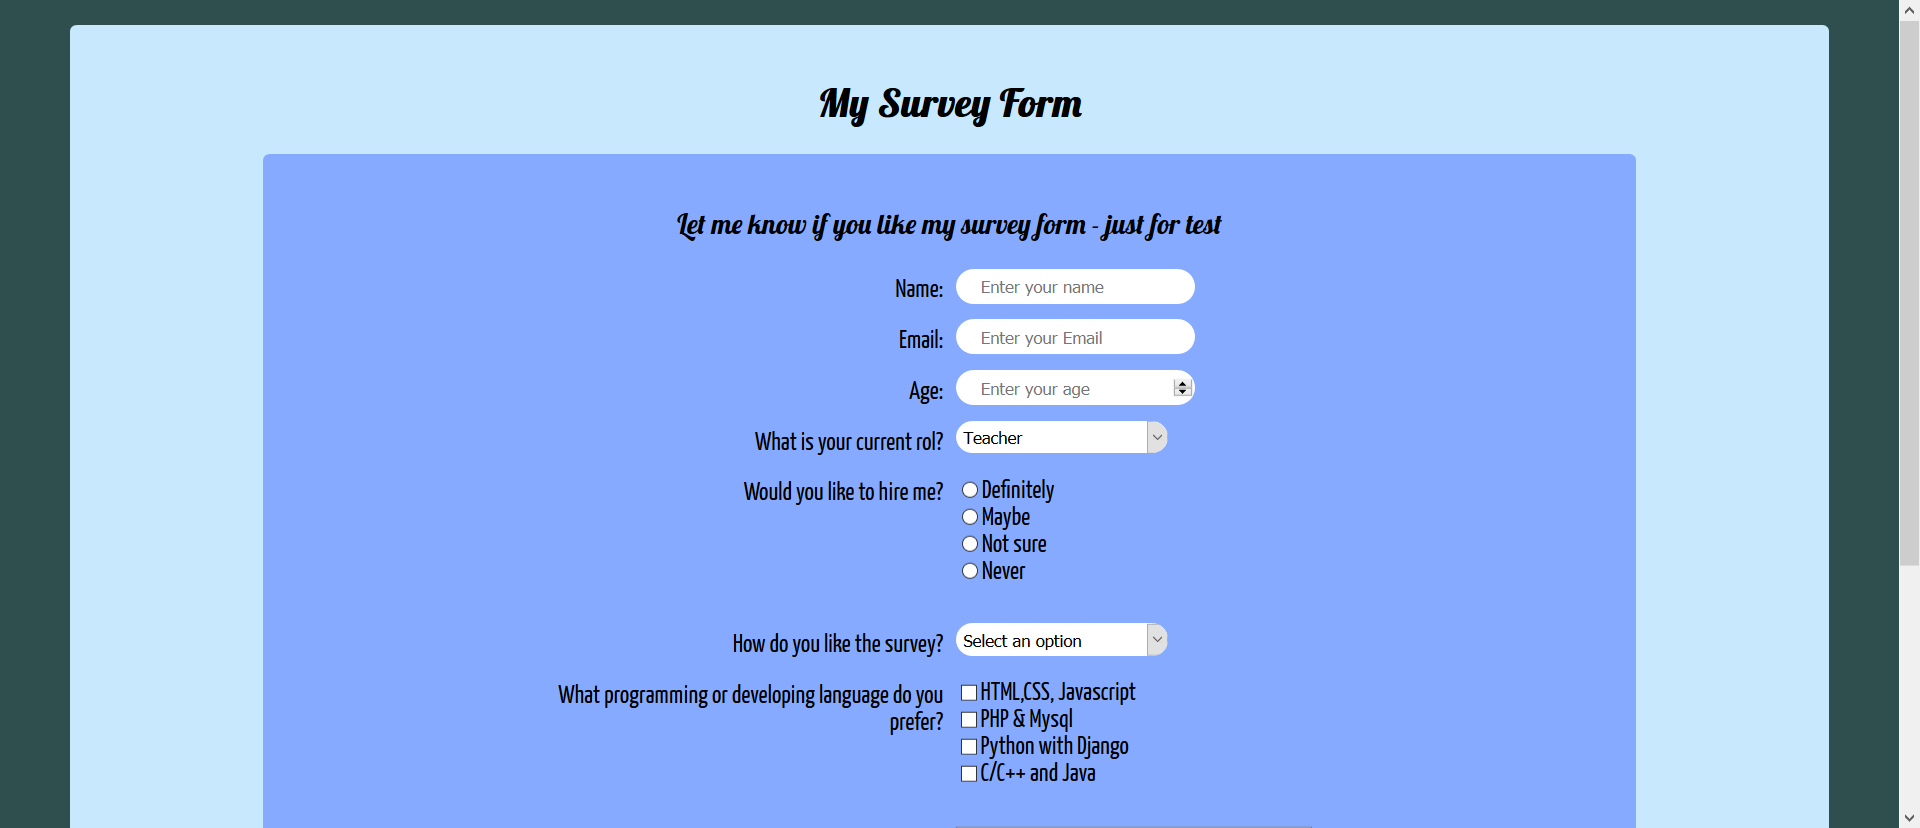 My Survey Form
Let me know if you like my survey form - just for test
Name: Enter your name
Email: Enter your Email
Age: Enter your age
What is your current rol? Teacher
Would you like to hire me? Definitely
Maybe
Not sure
Never
How do you like the survey? Select an option
What programming or developing language do you
prefer?
HTML,CSS, Javascript
PHP & Mysql
Python with Django
C/C++ and Java